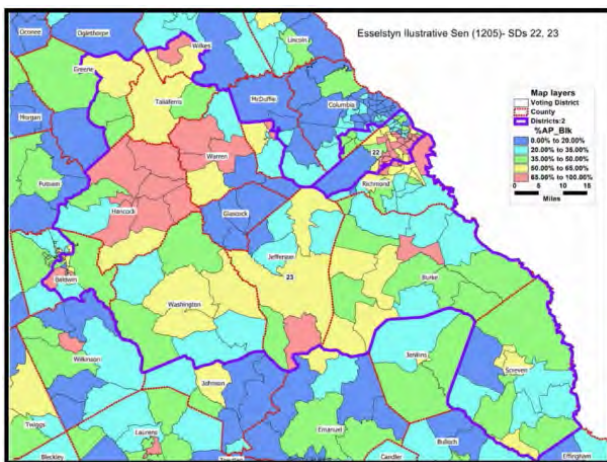 Esselstyn Ilustrative Sen (1205)- SDs 22, 23
Oconee
Oglethorpe
Wilkes
Lincoln
Greene
Taliaferro
McDuffie
Columbia
Morgan
Warren
22
Richmond
Putnam
Hancock
Glascock
Baldwin
Jefferson
23
Burke
Washington
Wilkinson
Johnson
Jenkins
Screven
Twiggs
Laurens
Emanuel
Bleckley
Candler
Bulloch
Effingham
Map layers
Voting District
County
Districts:2
%AP_Blk
0.00% to 20.00%
20.00% to 35.00%
35.00% to 50.00%
50.00% to 65.00%
65.00% to 100.00%
0 5 10 15
Miles